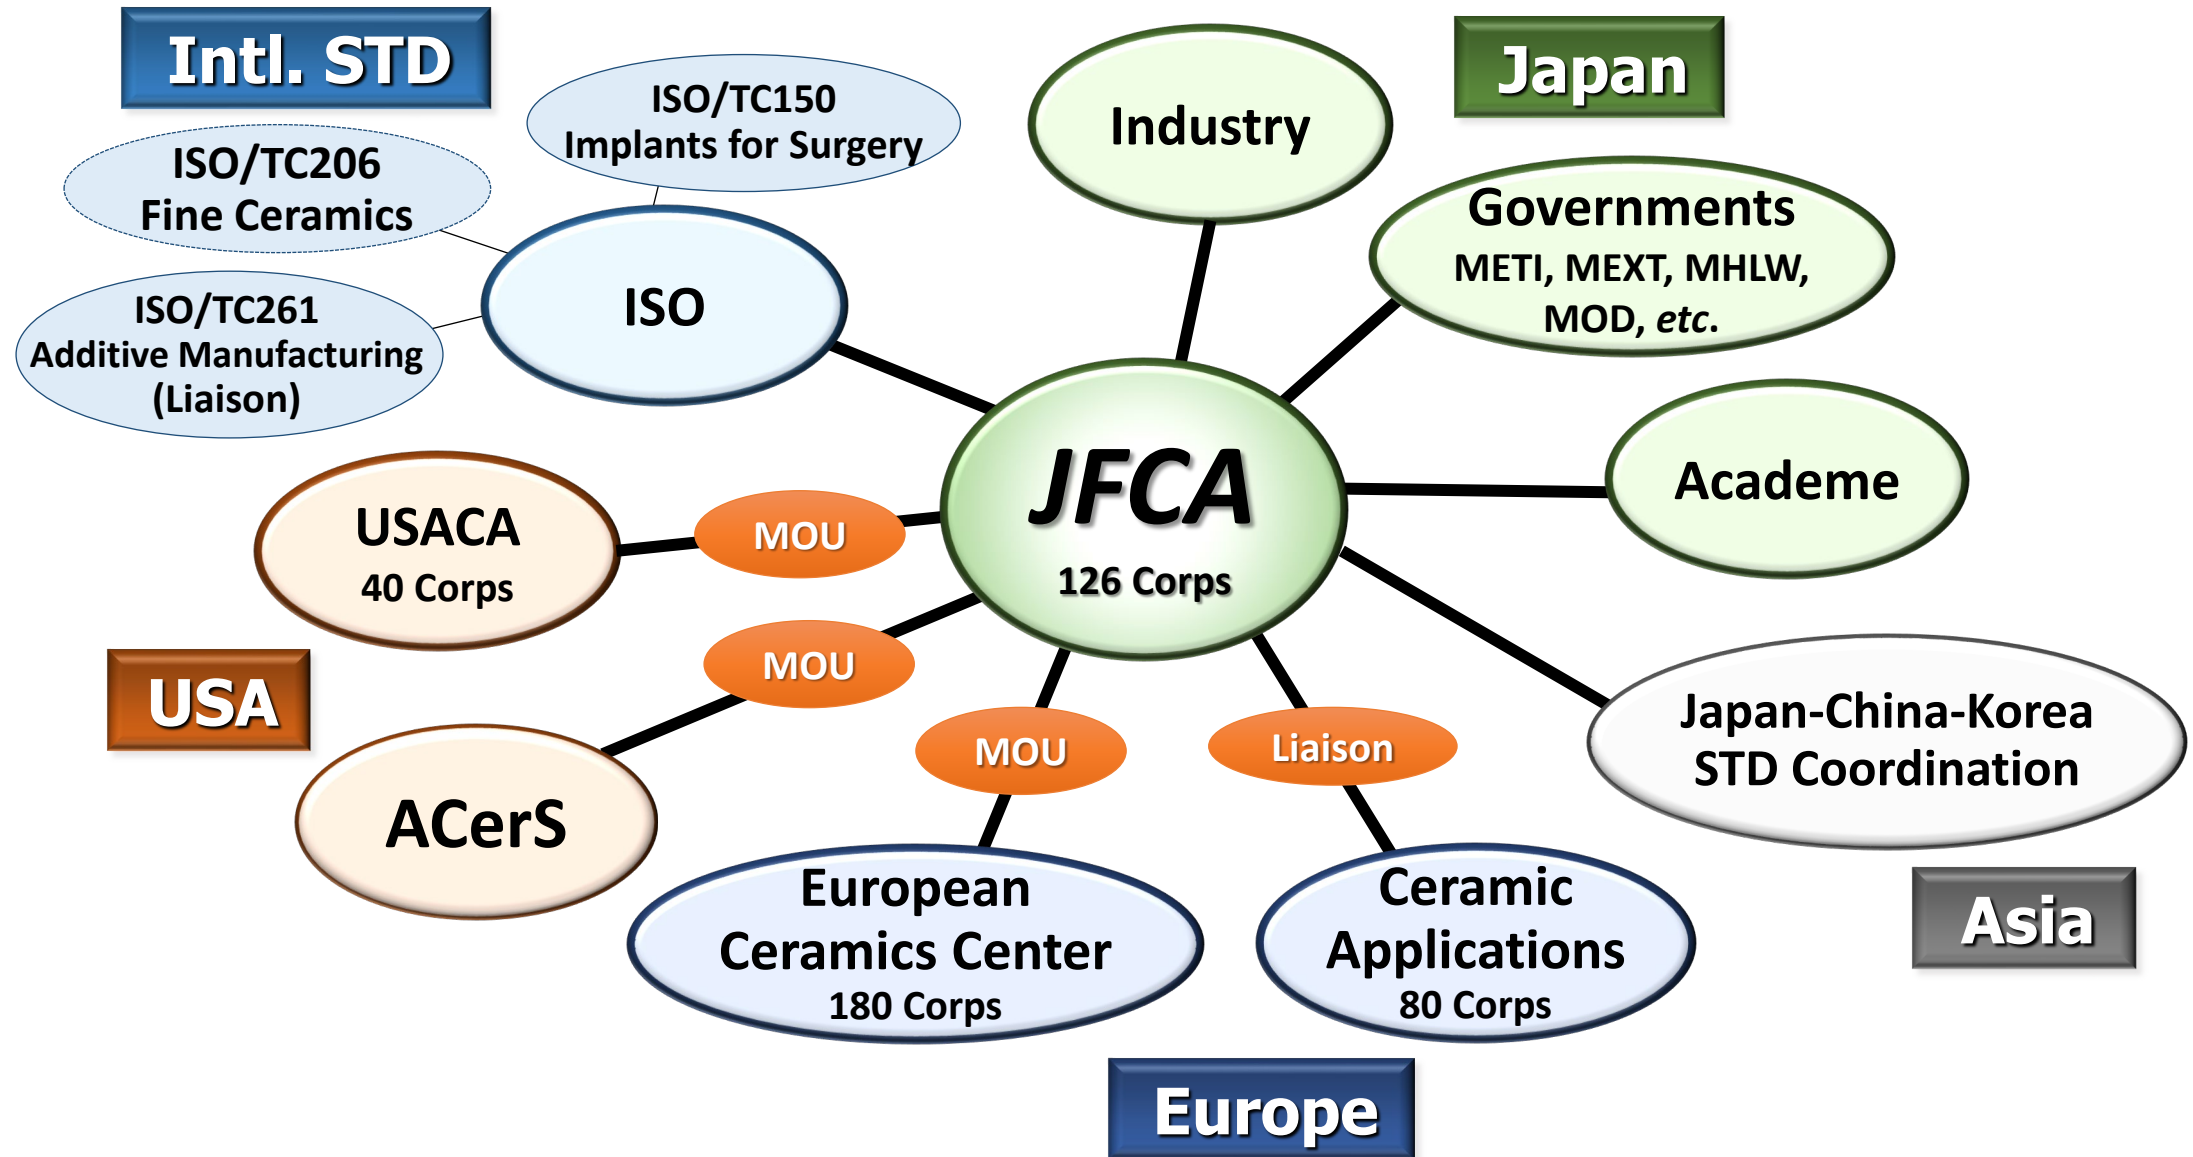 Intl. STD
ISO/TC150
Implants for Surgery
ISO/TC206
Fine Ceramics
ISO/TC261
Additive Manufacturing
(Liaison)
ISO
Industry
Japan
Governments
METI, MEXT, MHLW,
MOD, etc.
Academe
JFCA
126 Corps
USACA
40 Corps
MOU
USA
MOU
ACerS
MOU
Liaison
European
Ceramics Center
180 Corps
Ceramic
Applications
80 Corps
Europe
Japan-China-Korea
STD Coordination
Asia